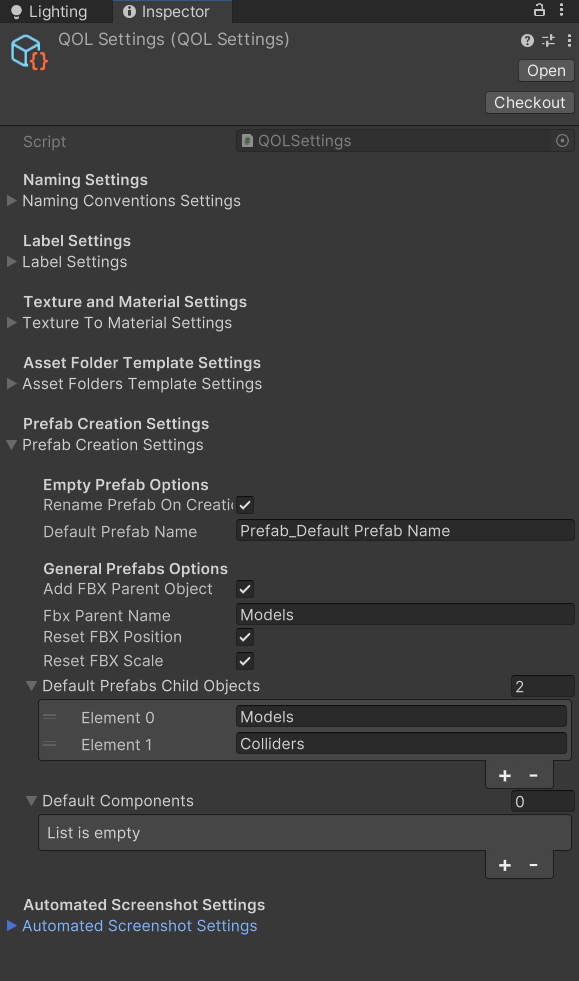 Lighting
Inspector
QOL Settings (QOL Settings)
Open
Checkout
Script
QOLSettings
Naming Settings
Naming Conventions Settings
Label Settings
Label Settings
Texture and Material Settings
Texture To Material Settings
Asset Folder Template Settings
Asset Folders Template Settings
Prefab Creation Settings
Prefab Creation Settings
Empty Prefab Options
Rename Prefab On Creatic
Default Prefab Name
Prefab_Default Prefab Name
General Prefabs Options
Add FBX Parent Object
Fbx Parent Name
Models
Reset FBX Position
Reset FBX Scale
Default Prefabs Child Objects
2
Element 0
Models
Element 1
Colliders
+ -
Default Components
0
List is empty
+ -
Automated Screenshot Settings
Automated Screenshot Settings